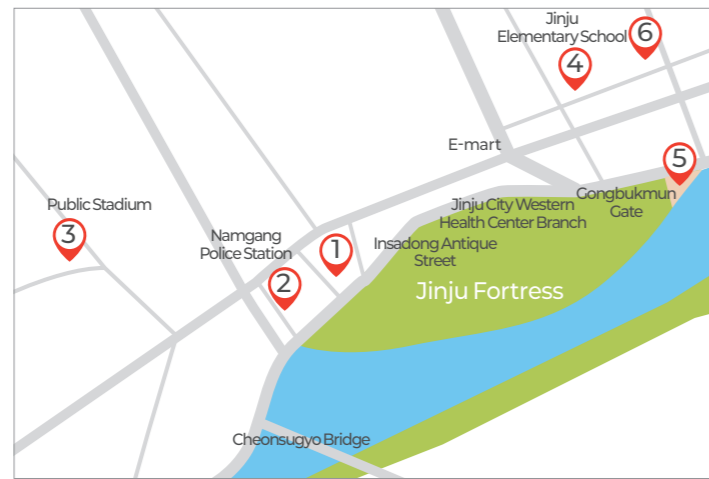 Jinju
Elementary School
6
4
E-mart
5
Public Stadium
3
Namgang
Police Station
1
2
Insadong Antique
Street
Jinju City Western
Health Center Branch
Gongbukmun
Gate
Jinju Fortress
Cheonsugyo Bridge